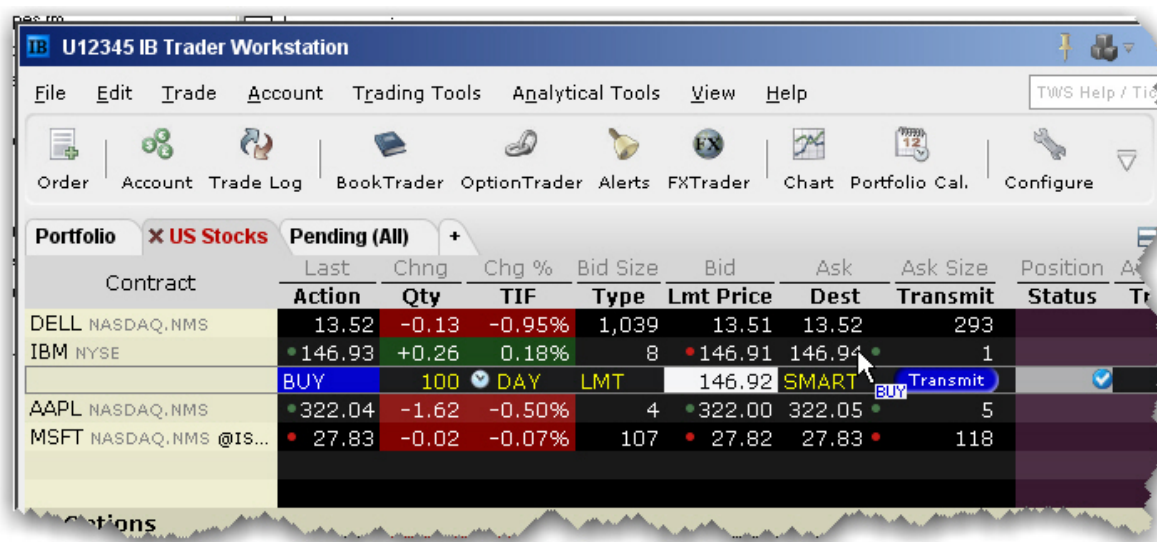 IB U12345 IB Trader Workstation
File Edit Trade Account Trading Tools Analytical Tools View Help TWS Help /
Order Account Trade Log BookTrader OptionTrader Alerts FX FXTrader Chart 12 Portfolio Cal. Configure
Portfolio X US Stocks Pending (All) +
Contract Last Chng Chg % Bid Size Bid Ask Ask Size Position
Action Qty TIF Type Lmt Price Dest Transmit Status
DELL NASDAQ.NMS 13.52 -0.13 -0.95% 1,039 13.51 13.52 293
IBM NYSE 146.93 +0.26 0.18% 8 146.91 146.94 1
BUY 100 DAY LMT 146.92 SMART Transmit
BUY
AAPL NASDAQ.NMS 322.04 -1.62 -0.50% 4 322.00 322.05 5
MSFT NASDAQ.NMS @IS... 27.83 -0.02 -0.07% 107 27.82 27.83 118